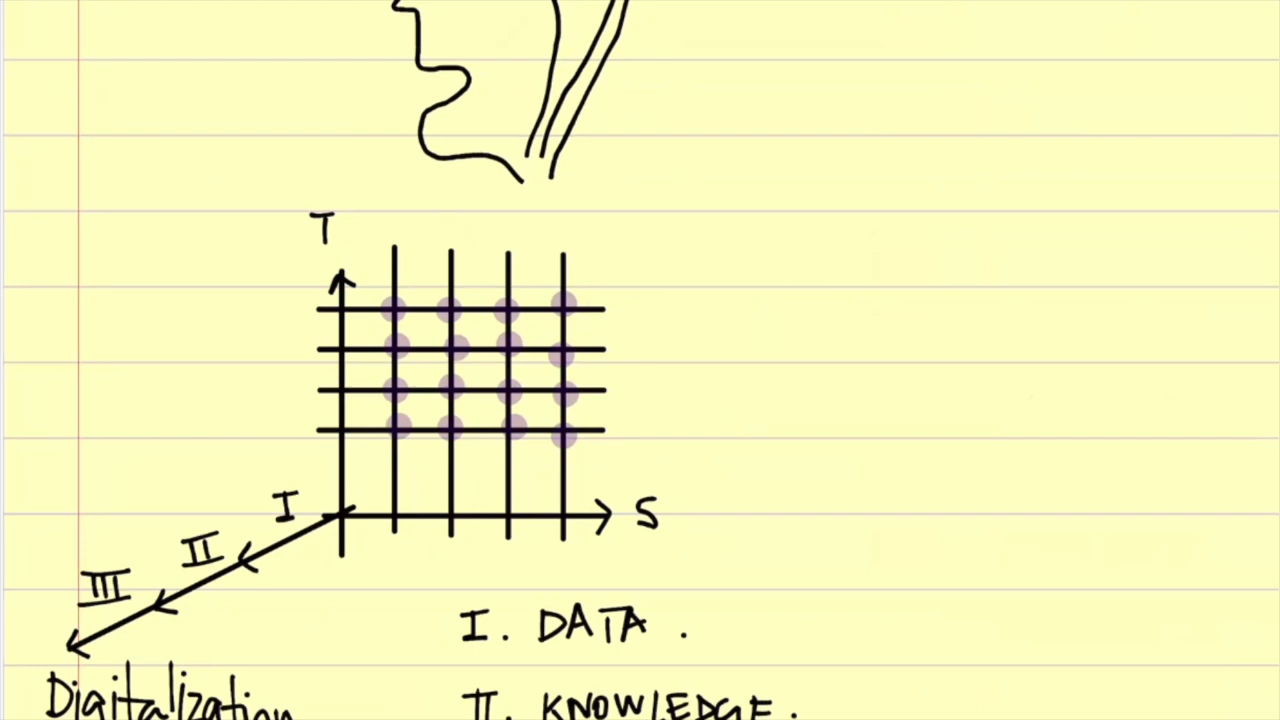 T
S
I
II
III
I. DATA .
Digitalization
II. KNOWLEDGE .